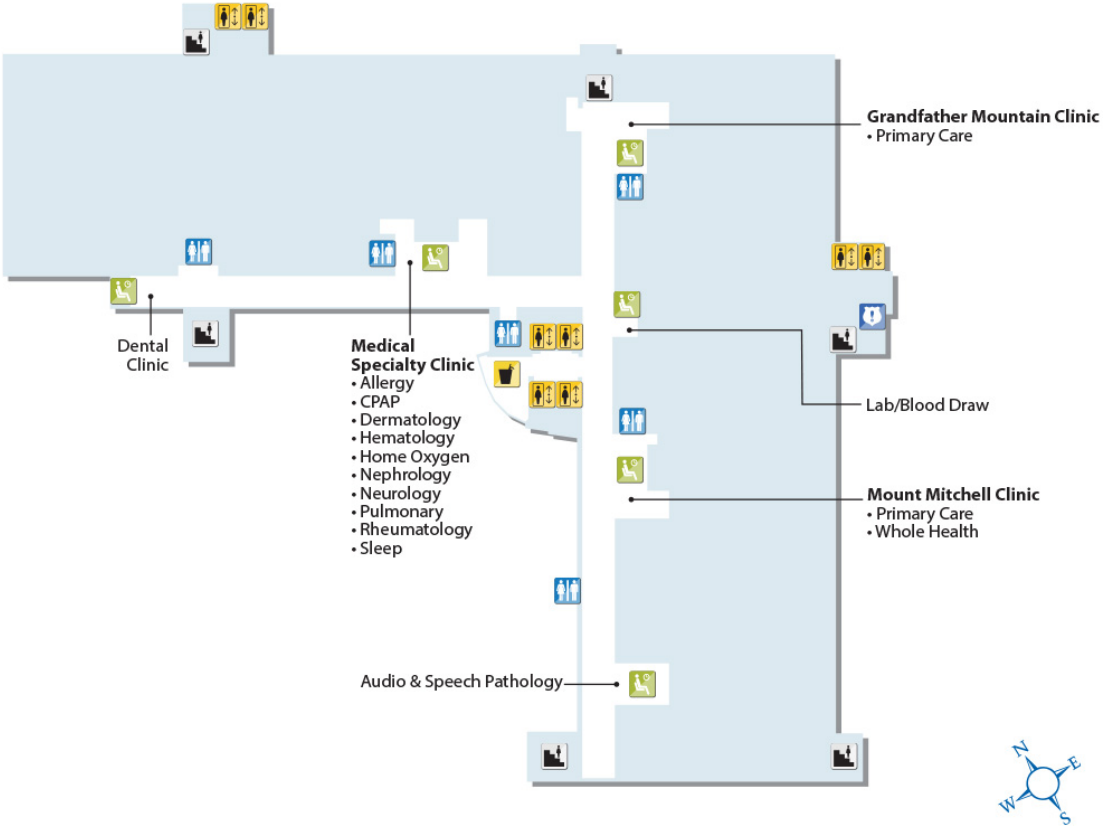 Grandfather Mountain Clinic
• Primary Care
Dental
Clinic
Medical
Specialty Clinic
• Allergy
• CPAP
• Dermatology
• Hematology
• Home Oxygen
• Nephrology
• Neurology
• Pulmonary
• Rheumatology
• Sleep
Lab/Blood Draw
Mount Mitchell Clinic
• Primary Care
• Whole Health
Audio & Speech Pathology
N
E
W
S